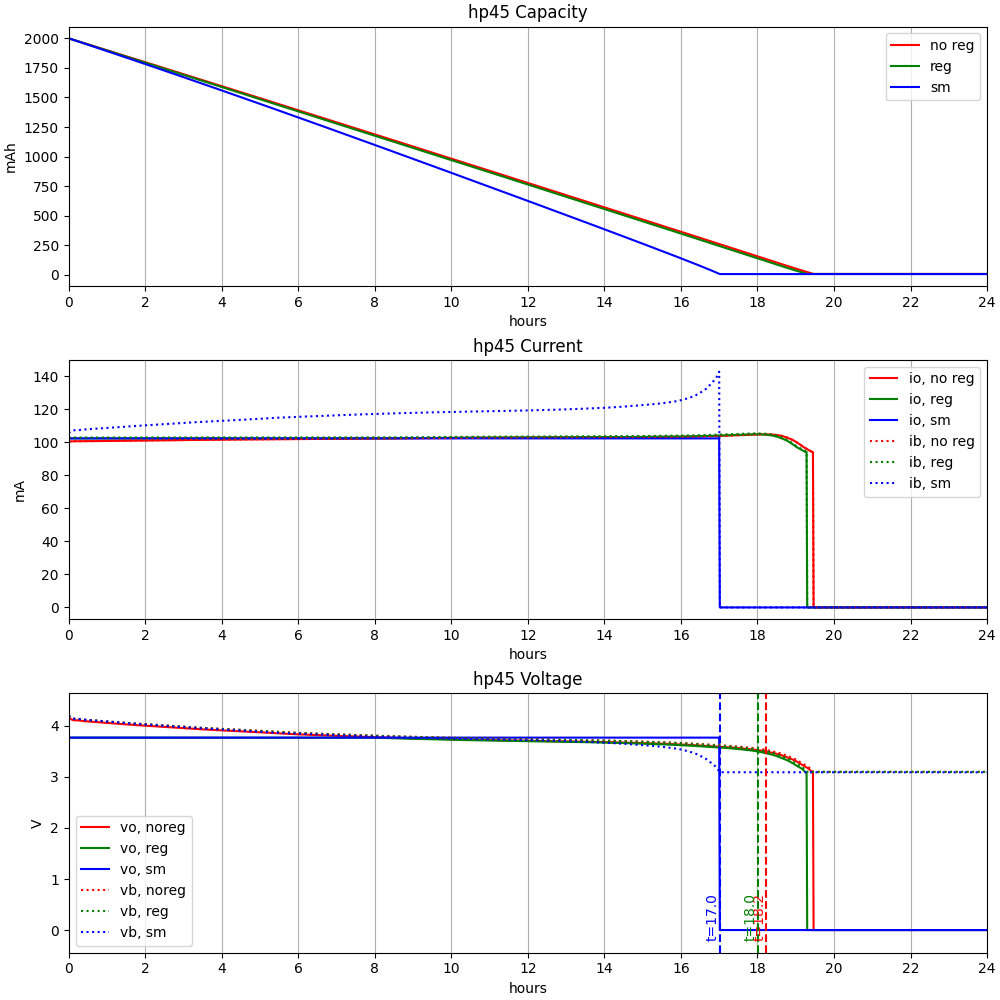 hp45 Capacity
2000
1750
1500
1250
1000
750
500
250
0
mAh
no reg
reg
sm
0 2 4 6 8 10 12 14 16 18 20 22 24
hours
hp45 Current
140
120
100
80
60
40
20
0
mA
io, no reg
io, reg
io, sm
ib, no reg
ib, reg
ib, sm
0 2 4 6 8 10 12 14 16 18 20 22 24
hours
hp45 Voltage
4
3
2
1
0
V
vo, noreg
vo, reg
vo, sm
vb, noreg
vb, reg
vb, sm
t=17.0
t=18.0
t=18.2
0 2 4 6 8 10 12 14 16 18 20 22 24
hours